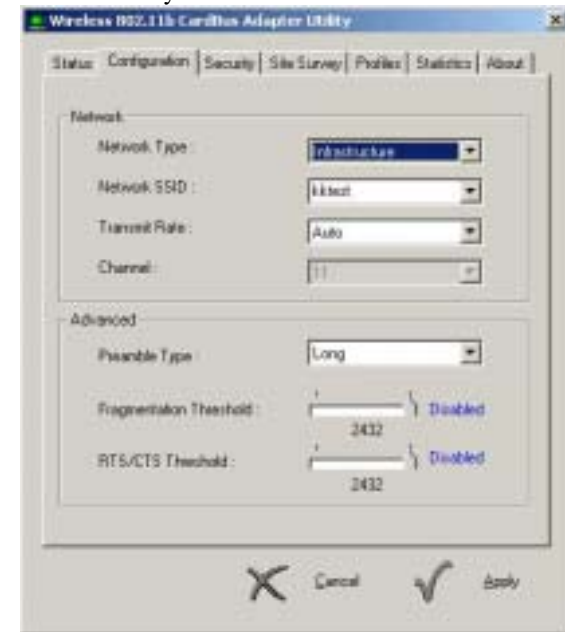 Wireless 802.11b CardBus Adapter Utility
Status Configuration Security Site Survey Profiles Statistics About
Network
Network Type :
Infrastructure
Network SSID :
kktest
Transmit Rate :
Auto
Channel :
11
Advanced
Preamble Type :
Long
Fragmentation Threshold :
Disabled
2432
RTS/CTS Threshold :
Disabled
2432
Cancel
Apply